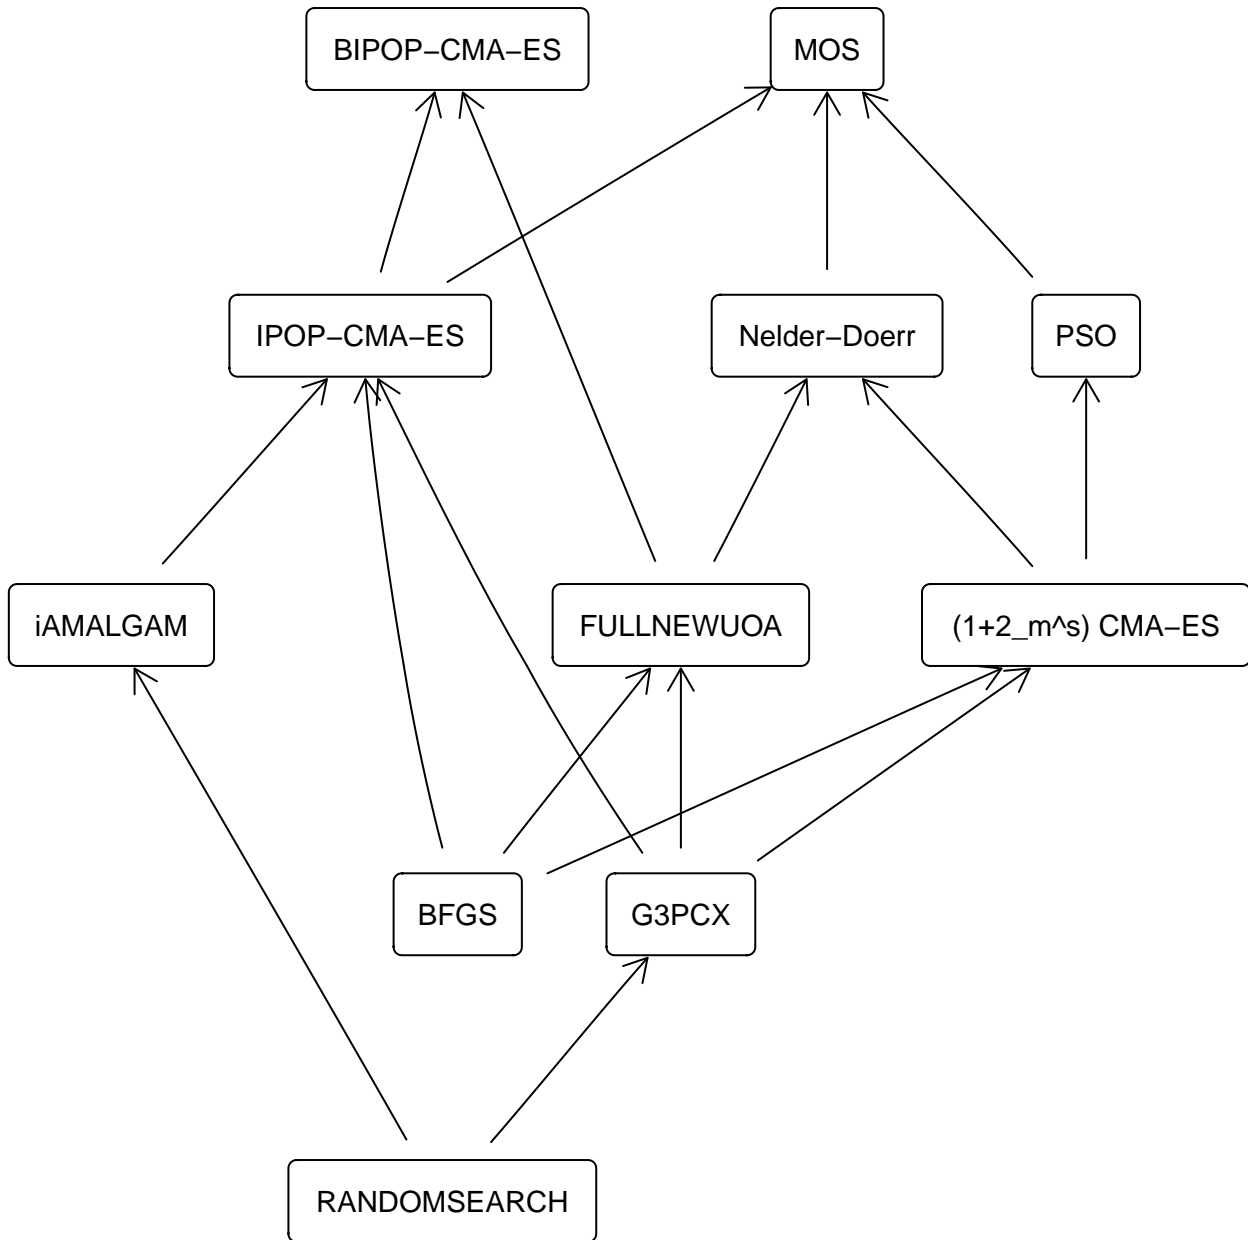 BIPOP−CMA−ES
MOS
IPOP−CMA−ES
Nelder−Doerr
PSO
iAMALGAM
FULLNEWUOA
(1+2_m^s) CMA−ES
BFGS
G3PCX
RANDOMSEARCH